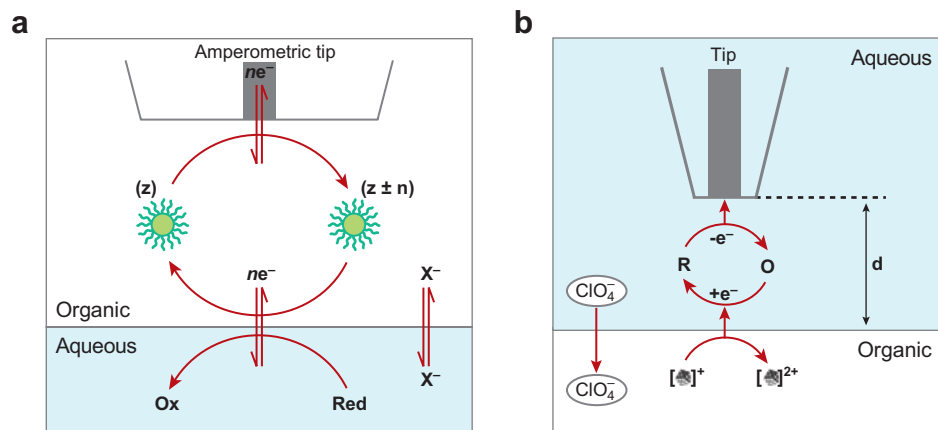 a
Amperometric tip
ne⁻
(z)
(z ± n)
ne⁻
X⁻
Organic
Aqueous
X⁻
Ox
Red
b
Tip
Aqueous
-e⁻
R
O
d
+e⁻
ClO₄⁻
Organic
ClO₄⁻
[ ]⁺
[ ]²⁺